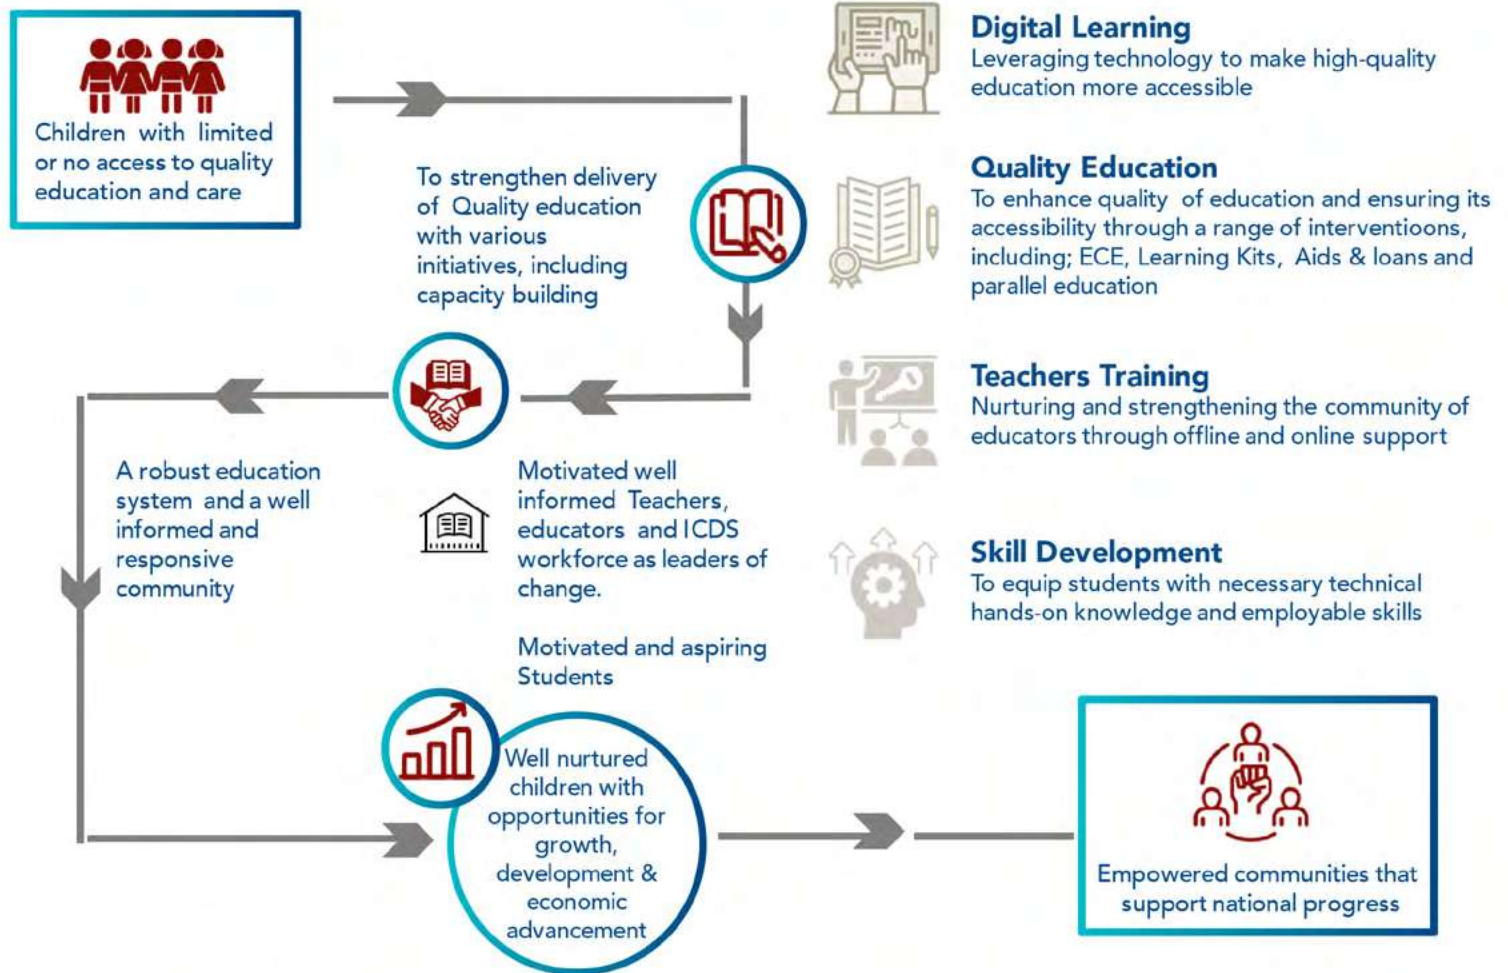 Children with limited
or no access to quality
education and care
To strengthen delivery
of Quality education
with various
initiatives, including
capacity building
Digital Learning
Leveraging technology to make high-quality
education more accessible
Quality Education
To enhance quality of education and ensuring its
accessibility through a range of interventioons,
including; ECE, Learning Kits, Aids & loans and
parallel education
Teachers Training
Nurturing and strengthening the community of
educators through offline and online support
Skill Development
To equip students with necessary technical
hands-on knowledge and employable skills
A robust education
system and a well
informed and
responsive
community
Motivated well
informed Teachers,
educators and ICDS
workforce as leaders of
change.
Motivated and aspiring
Students
Well nurtured
children with
opportunities for
growth,
development &
economic
advancement
Empowered communities that
support national progress